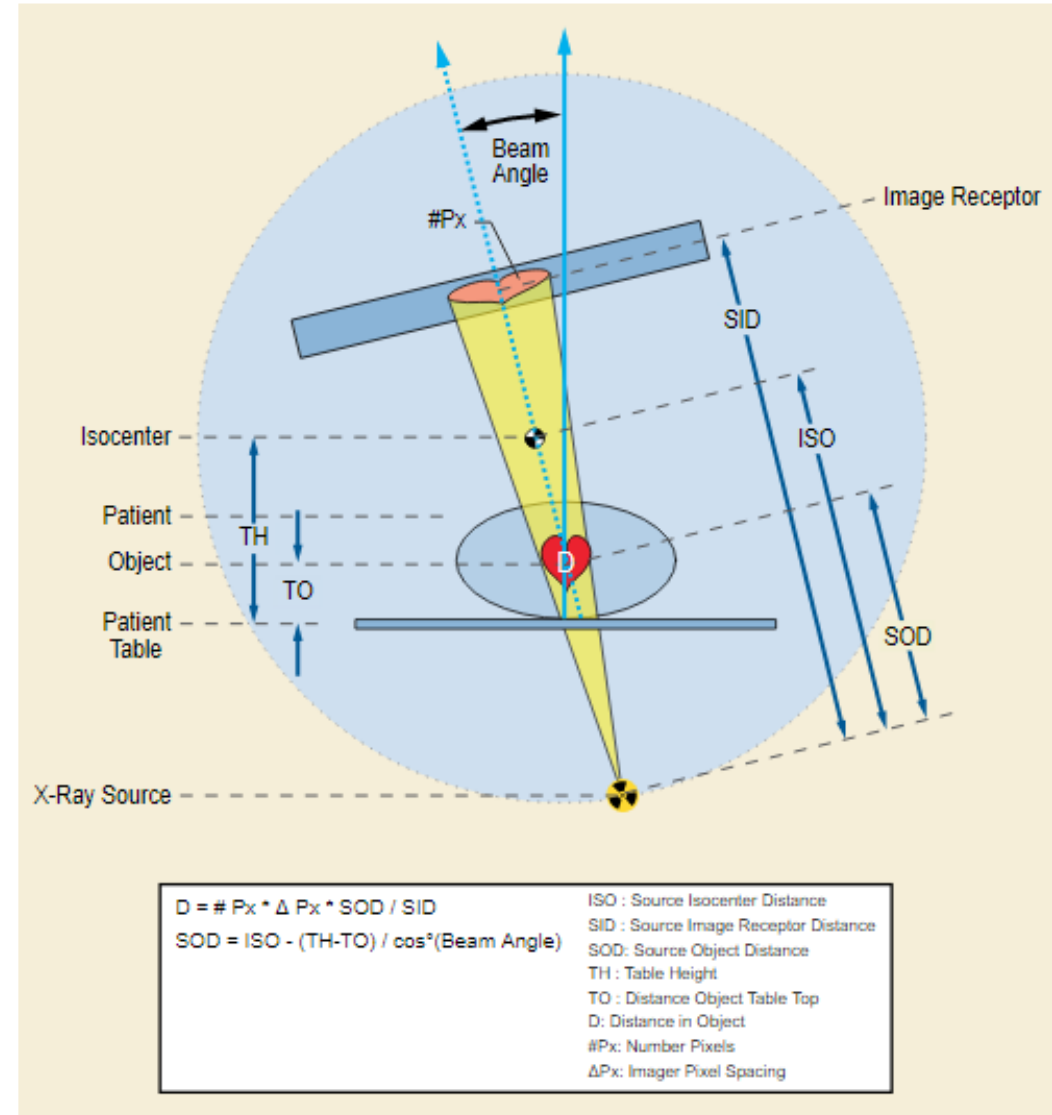 Beam
Angle
Image Receptor
#Px
SID
Isocenter
ISO
Patient
TH
Object
D
TO
Patient
Table
SOD
X-Ray Source
D = # Px * Δ Px * SOD / SID
SOD = ISO - (TH-TO) / cos°(Beam Angle)
ISO : Source Isocenter Distance
SID : Source Image Receptor Distance
SOD: Source Object Distance
TH : Table Height
TO : Distance Object Table Top
D: Distance in Object
#Px: Number Pixels
ΔPx: Imager Pixel Spacing